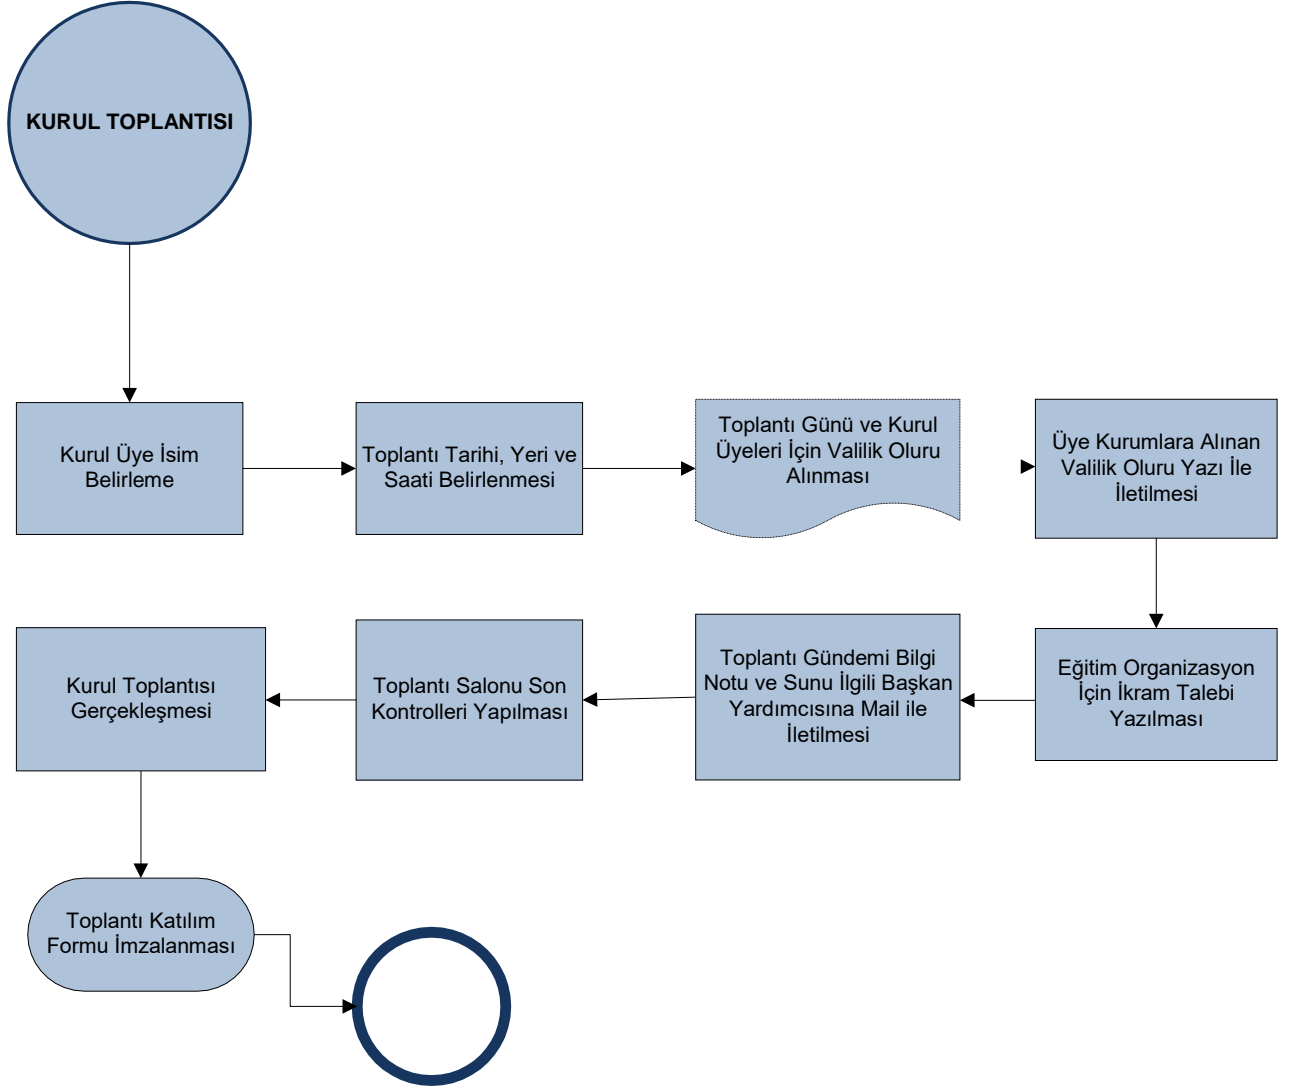 KURUL TOPLANTISI
Kurul Üye İsim
Belirleme
Toplantı Tarihi, Yeri ve
Saati Belirlenmesi
Toplantı Günü ve Kurul
Üyeleri İçin Valilik Oluru
Alınması
Üye Kurumlara Alınan
Valilik Oluru Yazı İle
İletilmesi
Eğitim Organizasyon
İçin İkram Talebi
Yazılması
Toplantı Gündemi Bilgi
Notu ve Sunu İlgili Başkan
Yardımcısına Mail ile
İletilmesi
Toplantı Salonu Son
Kontrolleri Yapılması
Kurul Toplantısı
Gerçekleşmesi
Toplantı Katılım
Formu İmzalanması